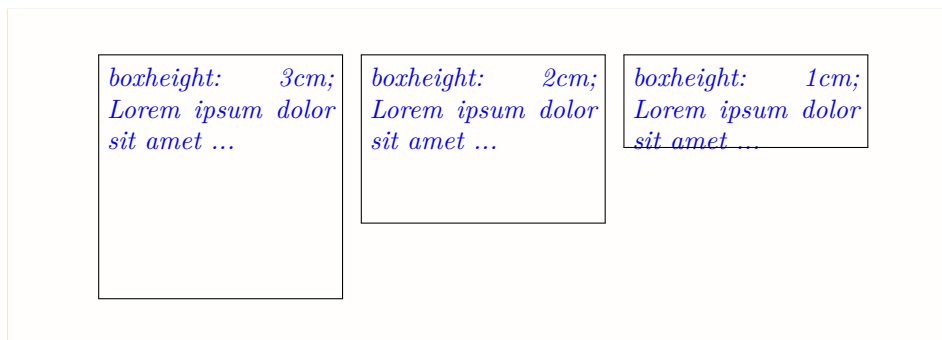 boxheight: 3cm;
Lorem ipsum dolor
sit amet ...
boxheight: 2cm;
Lorem ipsum dolor
sit amet ...
boxheight: 1cm;
Lorem ipsum dolor
sit amet ...